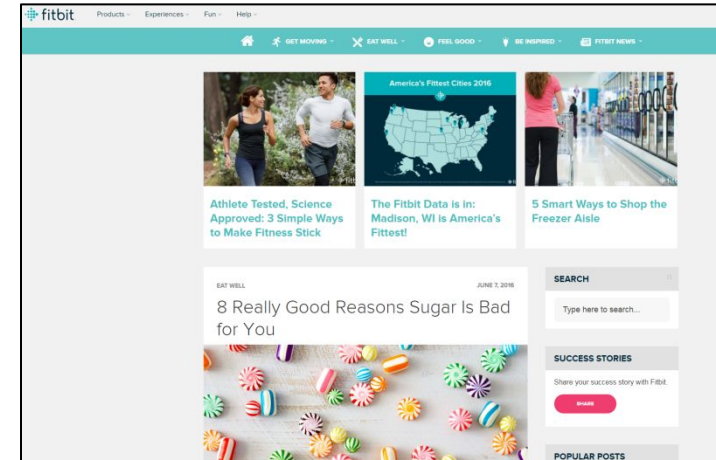 fitbit Products Experiences Fun Help
GET MOVING EAT WELL FEEL GOOD BE INSPIRED FITBIT NEWS
America's Fittest Cities 2016
Athlete Tested, Science
Approved: 3 Simple Ways
to Make Fitness Stick
The Fitbit Data is in:
Madison, WI is America's
Fittest!
5 Smart Ways to Shop the
Freezer Aisle
EAT WELL JUNE 7, 2016
8 Really Good Reasons Sugar Is Bad
for You
SEARCH
Type here to search...
SUCCESS STORIES
Share your success story with Fitbit.
SHARE
POPULAR POSTS